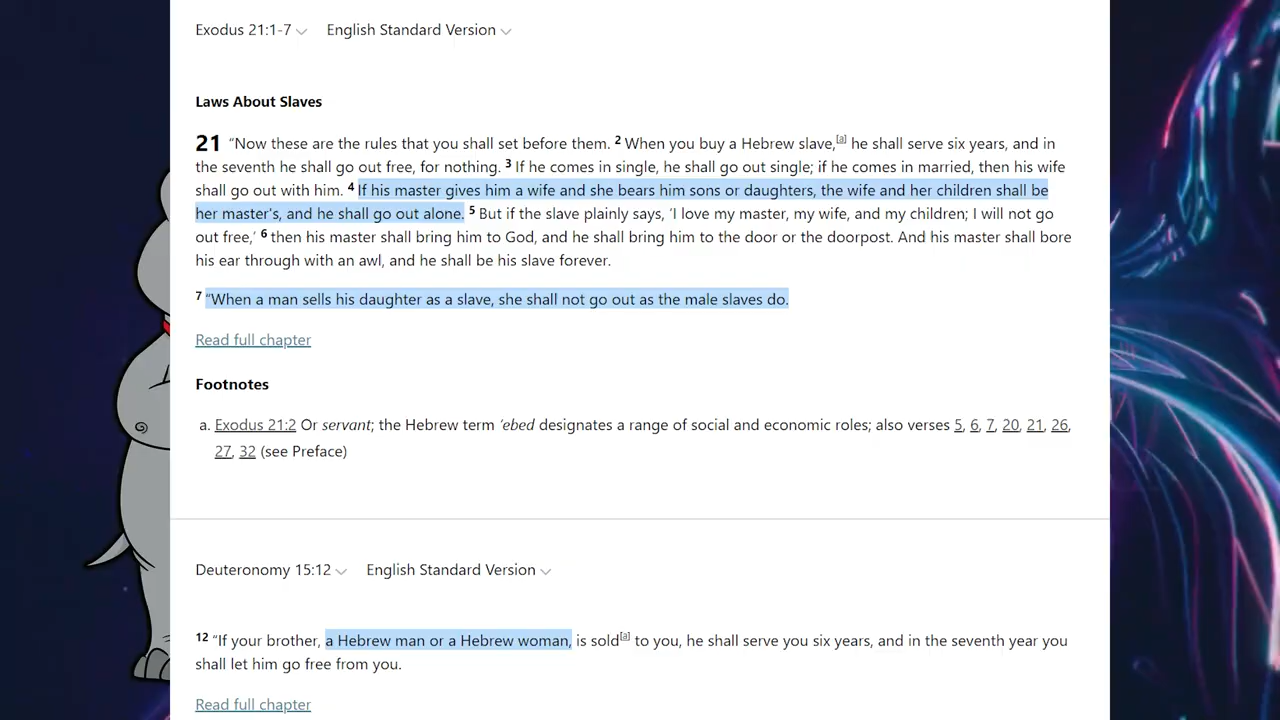 Exodus 21:1-7 English Standard Version
Laws About Slaves
21 “Now these are the rules that you shall set before them. 2 When you buy a Hebrew slave,[a] he shall serve six years, and in
the seventh he shall go out free, for nothing. 3 If he comes in single, he shall go out single; if he comes in married, then his wife
shall go out with him. 4 If his master gives him a wife and she bears him sons or daughters, the wife and her children shall be
her master’s, and he shall go out alone. 5 But if the slave plainly says, ‘I love my master, my wife, and my children; I will not go
out free,’ 6 then his master shall bring him to God, and he shall bring him to the door or the doorpost. And his master shall bore
his ear through with an awl, and he shall be his slave forever.
7 “When a man sells his daughter as a slave, she shall not go out as the male slaves do.
Read full chapter
Footnotes
a. Exodus 21:2 Or servant; the Hebrew term ‘ebed designates a range of social and economic roles; also verses 5, 6, 7, 20, 21, 26,
27, 32 (see Preface)
Deuteronomy 15:12 English Standard Version
12 “If your brother, a Hebrew man or a Hebrew woman, is sold[a] to you, he shall serve you six years, and in the seventh year you
shall let him go free from you.
Read full chapter